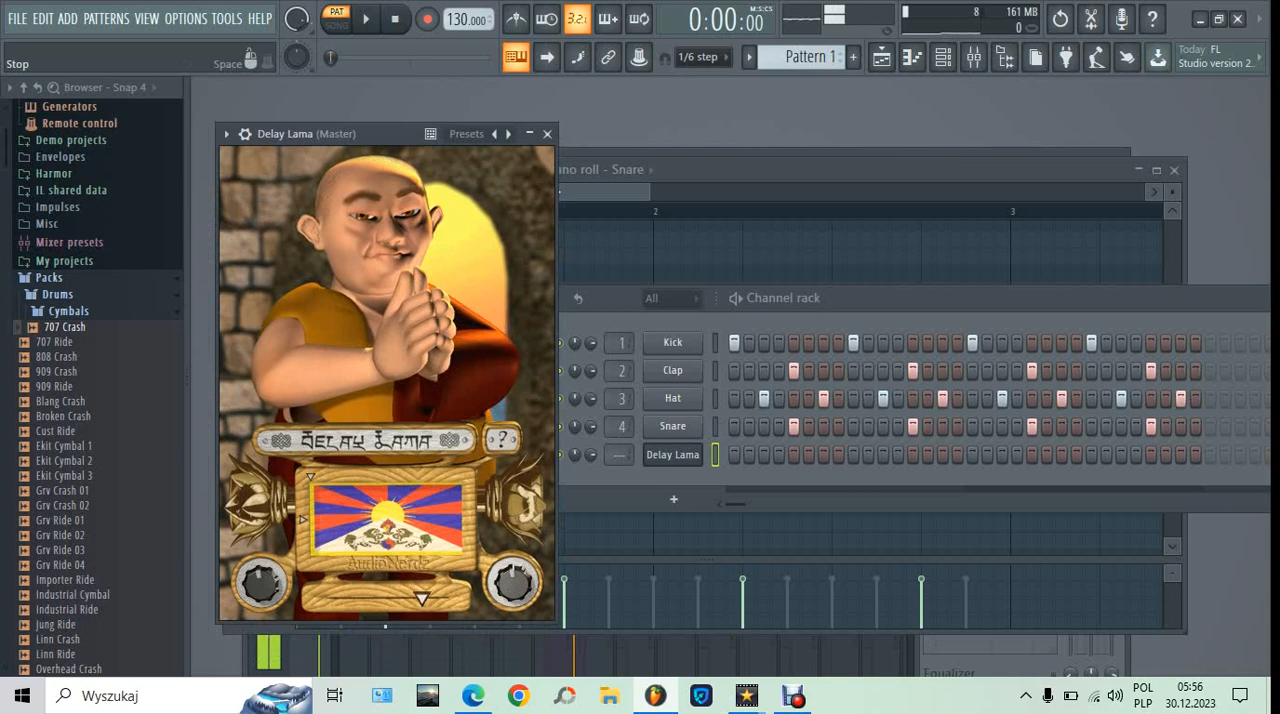 FILE EDIT ADD PATTERNS VIEW OPTIONS TOOLS HELP
PAT
SONG
130.000
3.2.
0:00:00
M:S:CS
8
161 MB
0
Stop
Space
1/6 step
Pattern 1
Today FL
Studio version 2..
Browser - Snap 4
Generators
Remote control
Demo projects
Envelopes
Harmor
IL shared data
Impulses
Misc
Mixer presets
My projects
Packs
Drums
Cymbals
707 Crash
707 Ride
808 Crash
909 Crash
909 Ride
Blang Crash
Broken Crash
Cust Ride
Ekit Cymbal 1
Ekit Cymbal 2
Ekit Cymbal 3
Grv Crash 01
Grv Crash 02
Grv Ride 01
Grv Ride 02
Grv Ride 03
Grv Ride 04
Importer Ride
Industrial Cymbal
Industrial Ride
Jung Ride
Linn Crash
Linn Ride
Overhead Crash
Delay Lama (Master)
Presets
DELAY LAMA
?
AudioNerdz
ano roll - Snare
2
3
All
Channel rack
1
Kick
2
Clap
3
Hat
4
Snare
---
Delay Lama
+
Equalizer
Wyszukaj
POL
PLP
05:56
30.12.2023